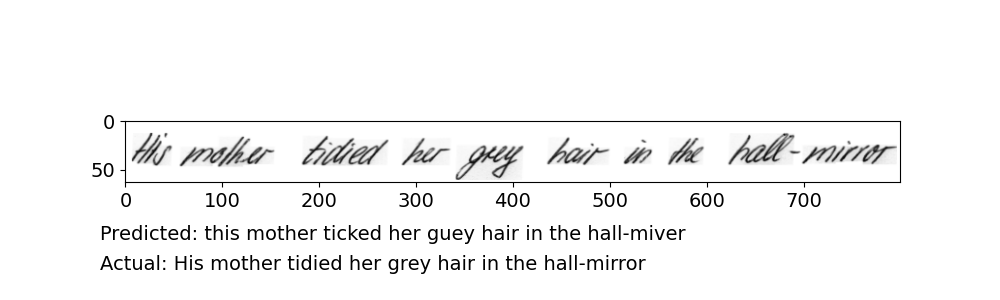 0
His mother tidied her grey hair in the hall-mirror
50
0 100 200 300 400 500 600 700
Predicted: this mother ticked her guey hair in the hall-miver
Actual: His mother tidied her grey hair in the hall-mirror